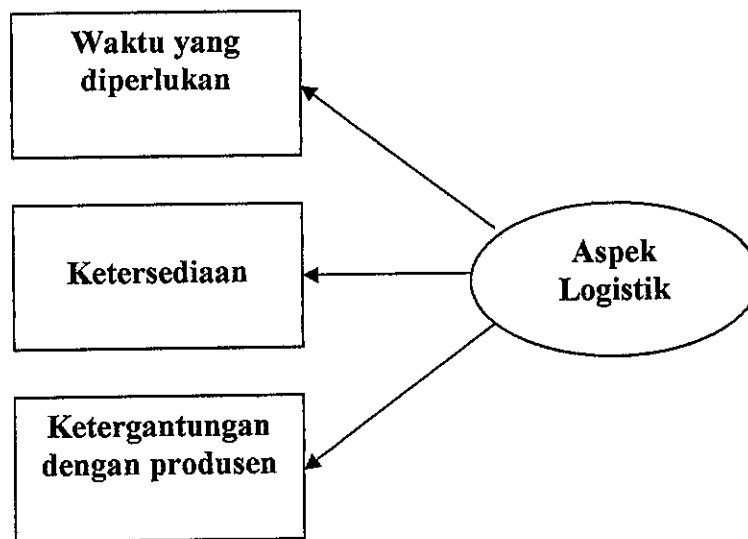 Waktu yang
diperlukan
Ketersediaan
Aspek
Logistik
Ketergantungan
dengan produsen